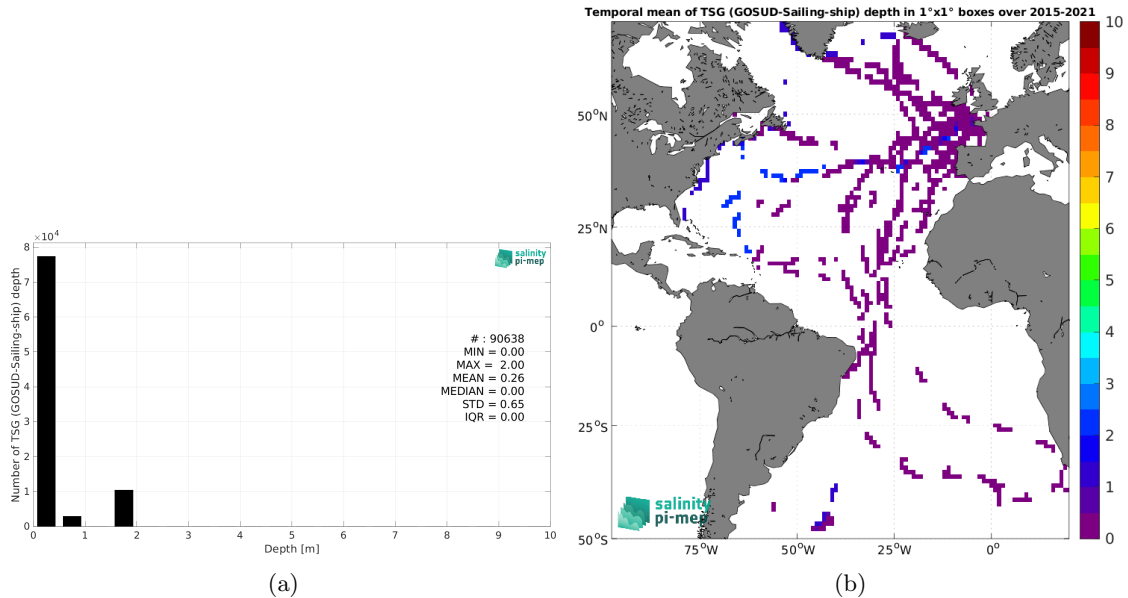 ×10⁴
8
7
6
5
4
3
2
1
0
Number of TSG (GOSUD-Sailing-ship) depth
salinity
pi-mep
# : 90638
MIN = 0.00
MAX = 2.00
MEAN = 0.26
MEDIAN = 0.00
STD = 0.65
IQR = 0.00
0 1 2 3 4 5 6 7 8 9 10
Depth [m]
(a)
Temporal mean of TSG (GOSUD-Sailing-ship) depth in 1°x1° boxes over 2015-2021
50°N
25°N
0°
25°S
50°S
salinity
pi-mep
75°W 50°W 25°W 0°
10
9
8
7
6
5
4
3
2
1
0
(b)